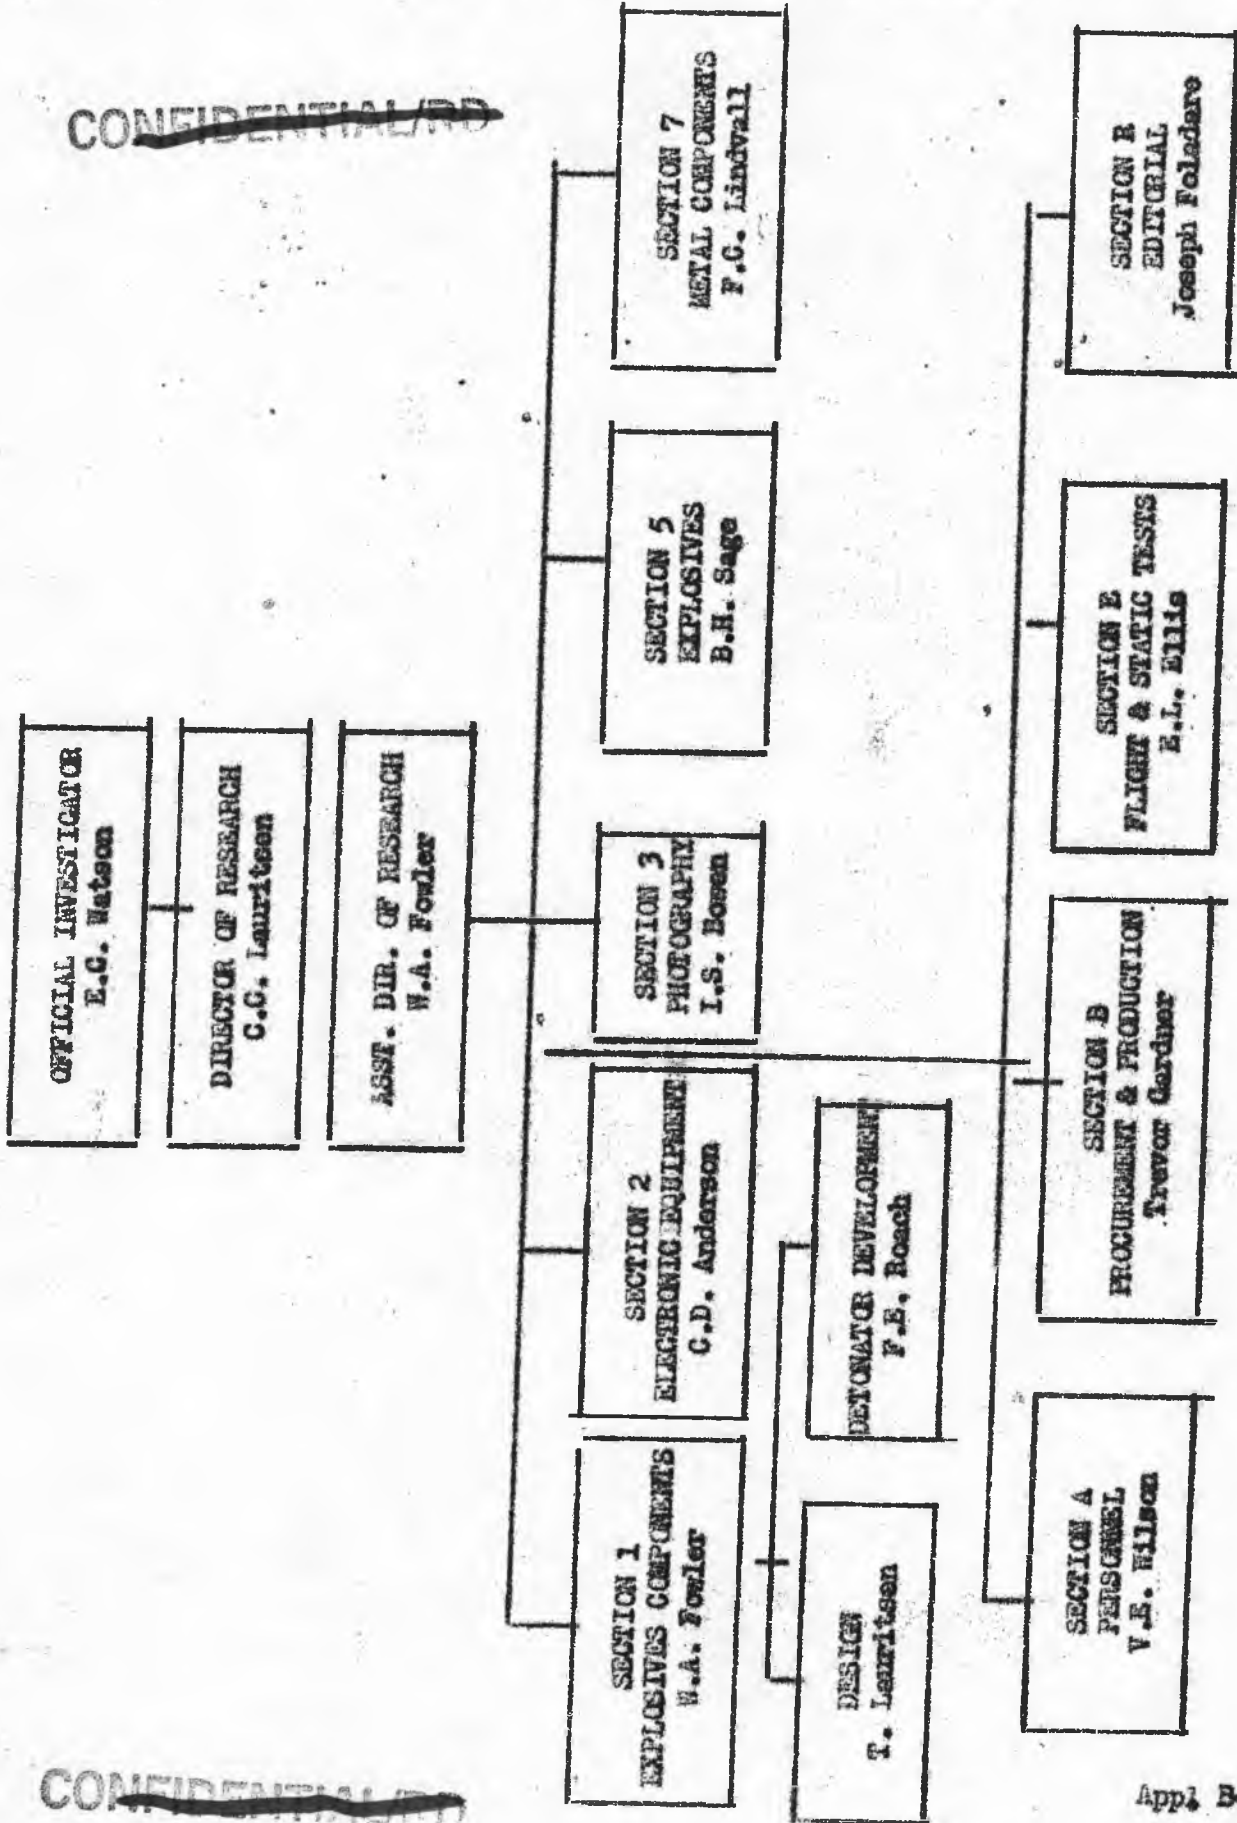 CONFIDENTIAL/RD
OFFICIAL INVESTIGATOR
E.C. Watson
DIRECTOR OF RESEARCH
C.C. Lauritsen
ASST. DIR. OF RESEARCH
W.A. Fowler
SECTION 1
EXPLOSIVES COMPONENTS
W.A. Fowler
SECTION 2
ELECTRONIC EQUIPMENT
C.D. Anderson
SECTION 3
PHOTOGRAPHY
I.S. Bowen
SECTION 5
EXPLOSIVES
B.H. Sage
SECTION 7
METAL COMPONENTS
F.C. Lindvall
DESIGN
T. Lauritsen
DETONATOR DEVELOPMENT
F.E. Roach
SECTION A
PERSONNEL
V.E. Wilson
SECTION B
PROCUREMENT & PRODUCTION
Trevor Gardner
SECTION E
FLIGHT & STATIC TESTS
E.L. Ellis
SECTION R
EDITORIAL
Joseph Foladare
CONFIDENTIAL/RD
App. B